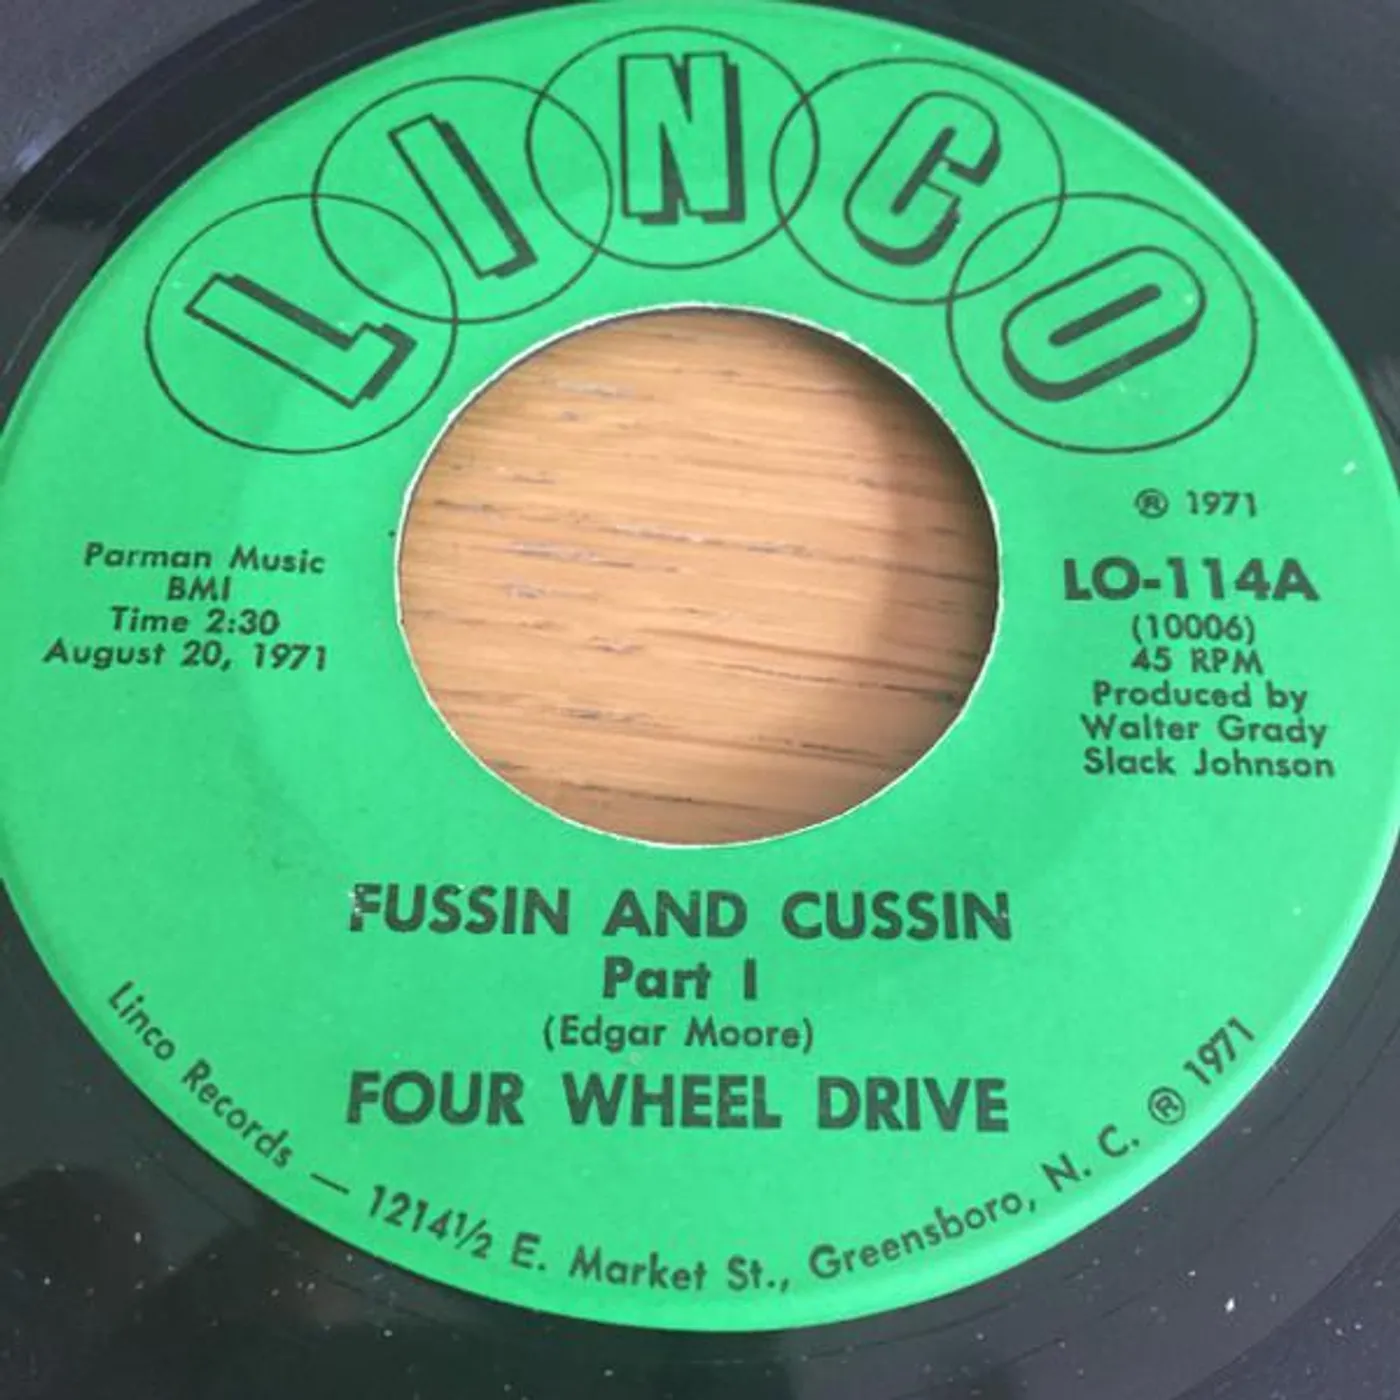 LINCO
Parman Music
BMI
Time 2:30
August 20, 1971
® 1971
LO-114A
(10006)
45 RPM
Produced by
Walter Grady
Slack Johnson
FUSSIN AND CUSSIN
Part I
(Edgar Moore)
FOUR WHEEL DRIVE
Linco Records — 1214½ E. Market St., Greensboro, N. C. ® 1971